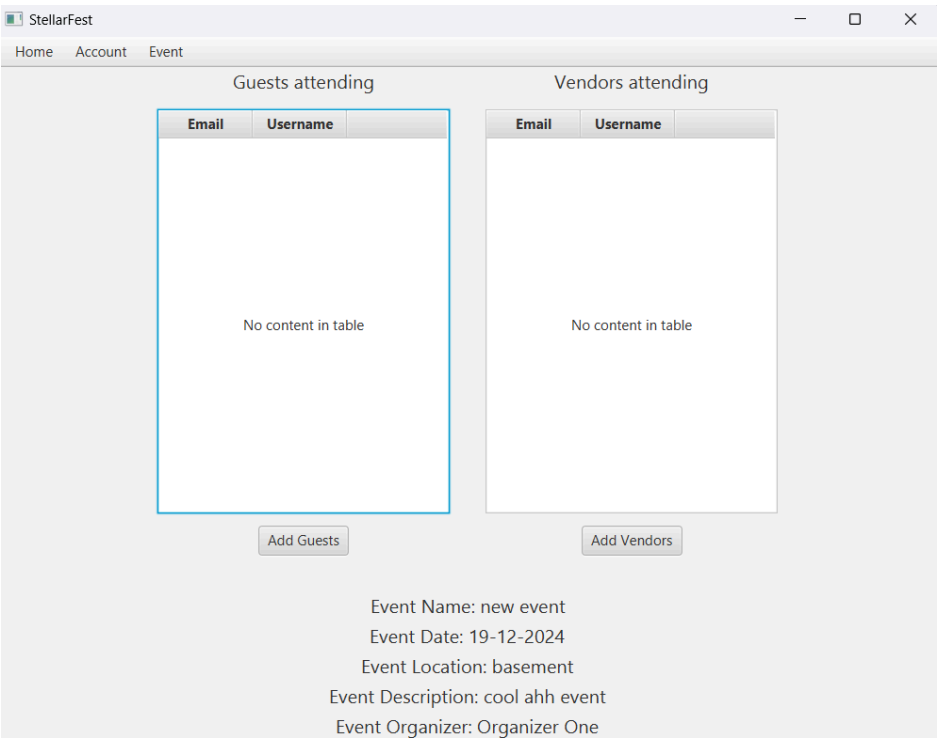 StellarFest
Home Account Event
Guests attending Vendors attending
Email Username Email Username
No content in table No content in table
Add Guests Add Vendors
Event Name: new event
Event Date: 19-12-2024
Event Location: basement
Event Description: cool ahh event
Event Organizer: Organizer One